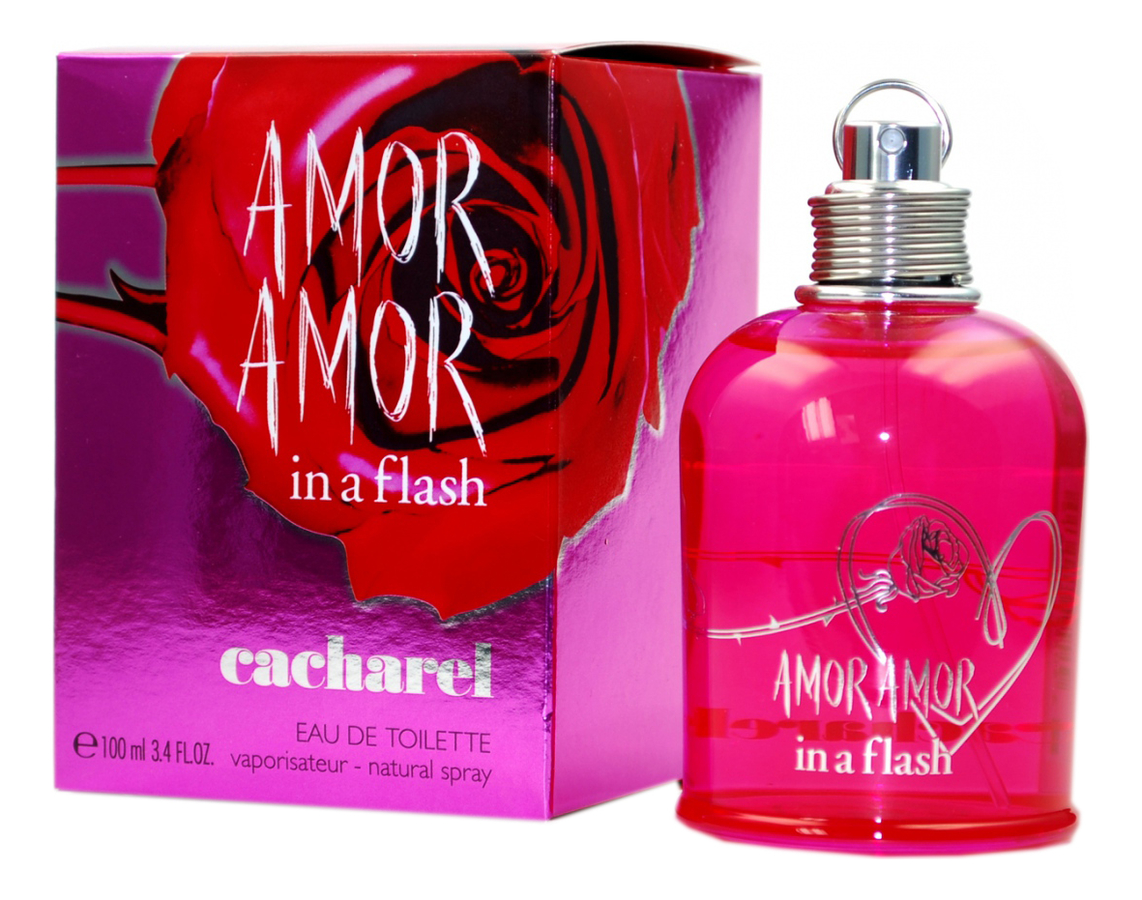 AMOR
AMOR
in a flash
cacharel
EAU DE TOILETTE
e 100 ml 3.4 FL.OZ.
vaporisateur - natural spray
AMOR AMOR
in a flash
cacharel